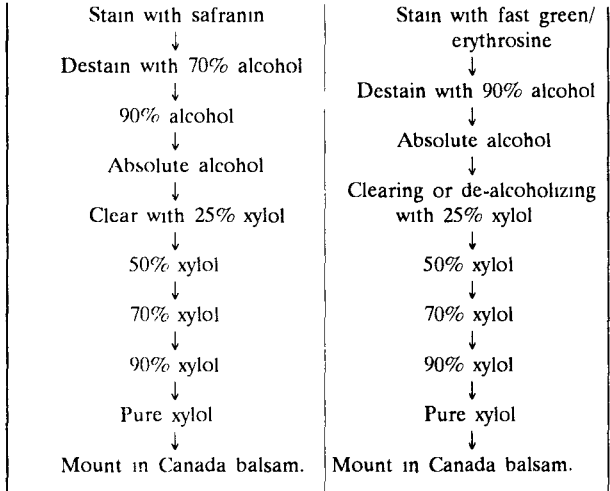 Stain with safranin
↓
Destain with 70% alcohol
↓
90% alcohol
↓
Absolute alcohol
↓
Clear with 25% xylol
↓
50% xylol
↓
70% xylol
↓
90% xylol
↓
Pure xylol
↓
Mount in Canada balsam.
Stain with fast green/
erythrosine
↓
Destain with 90% alcohol
↓
Absolute alcohol
↓
Clearing or de-alcoholizing
with 25% xylol
↓
50% xylol
↓
70% xylol
↓
90% xylol
↓
Pure xylol
↓
Mount in Canada balsam.